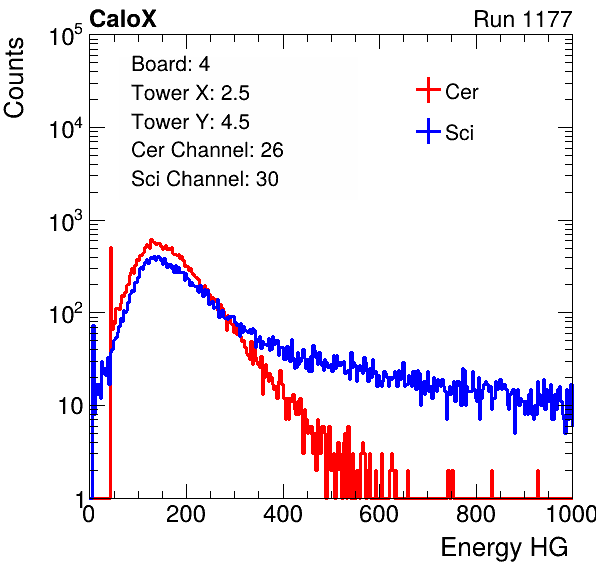 CaloX Run 1177
Counts
10^5
10^4
10^3
10^2
10
1
Board: 4
Tower X: 2.5
Tower Y: 4.5
Cer Channel: 26
Sci Channel: 30
Cer
Sci
0 200 400 600 800 1000
Energy HG